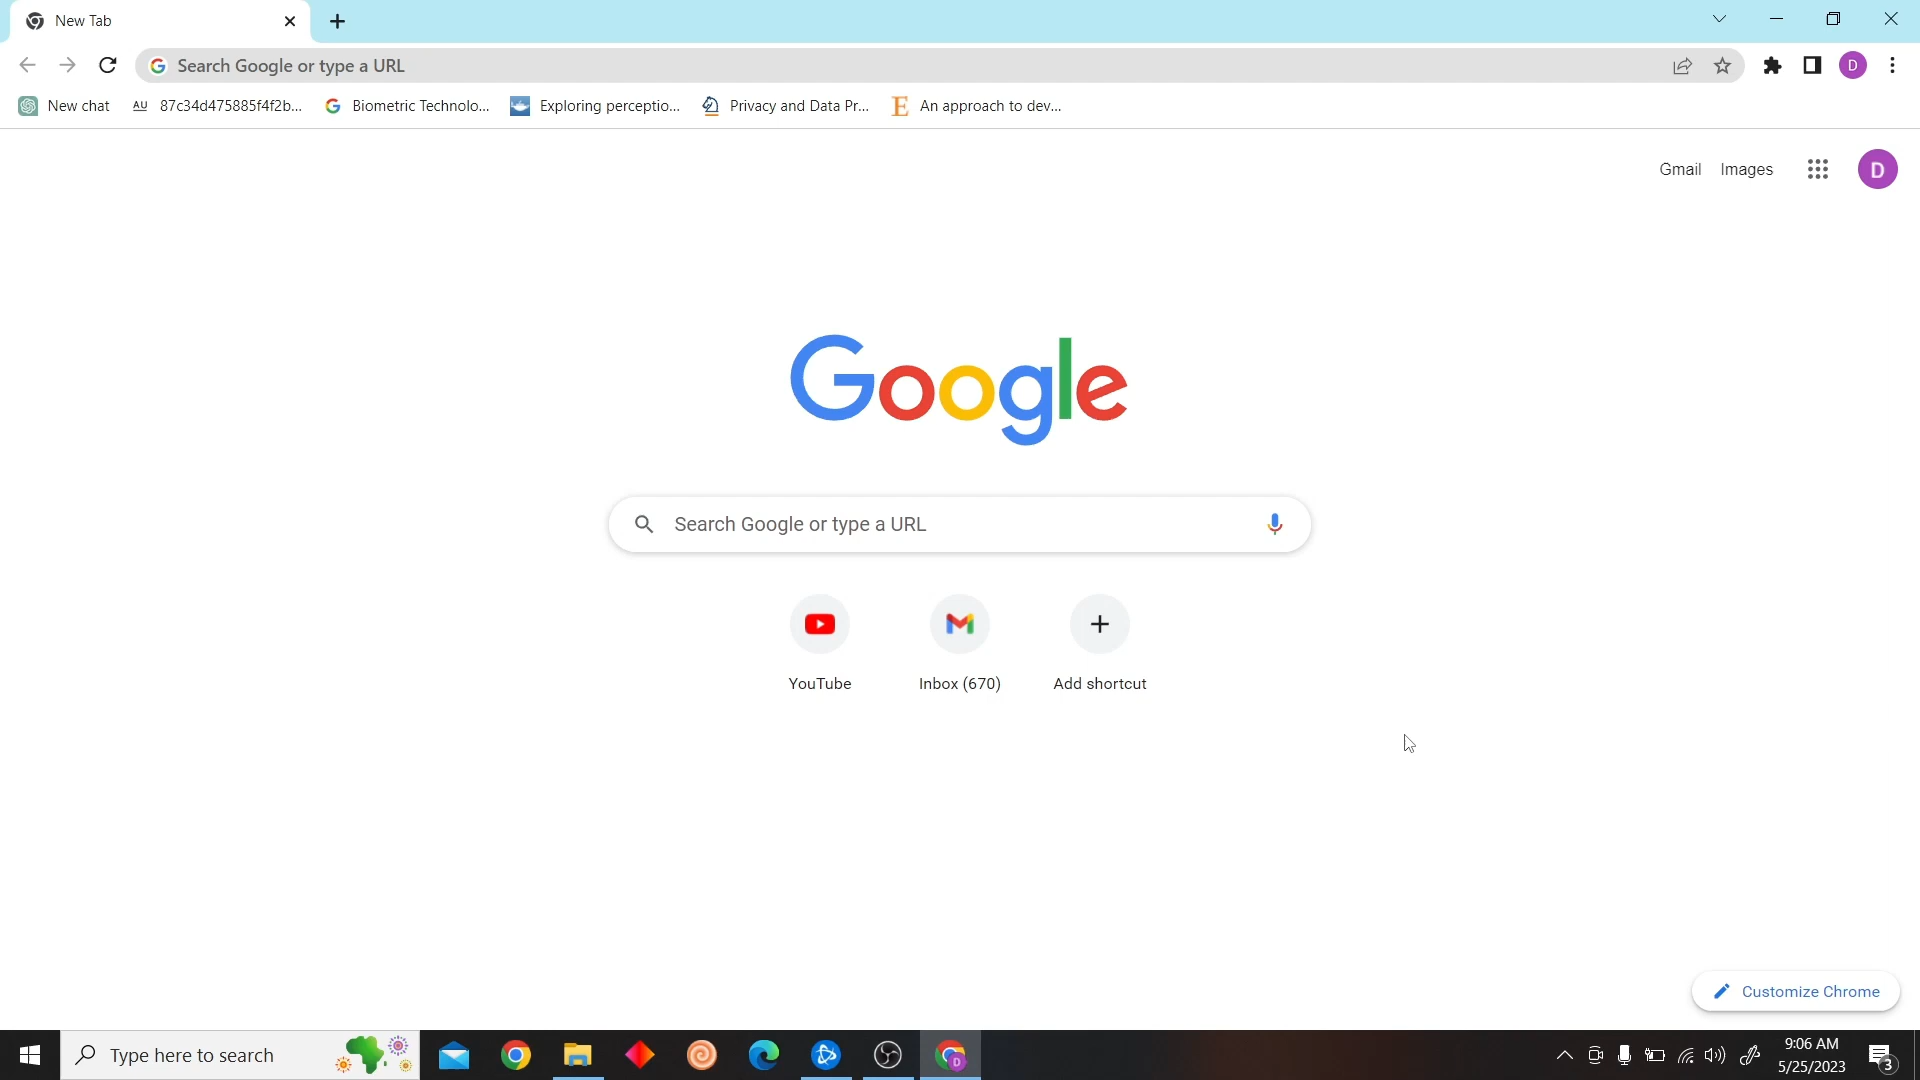 New Tab
Search Google or type a URL
New chat
AU 87c34d475885f4f2b...
Biometric Technolo...
Exploring perceptio...
Privacy and Data Pr...
E An approach to dev...
D
Gmail Images
D
Google
Search Google or type a URL
YouTube
Inbox (670)
Add shortcut
Customize Chrome
Type here to search
D
9:06 AM
5/25/2023
3